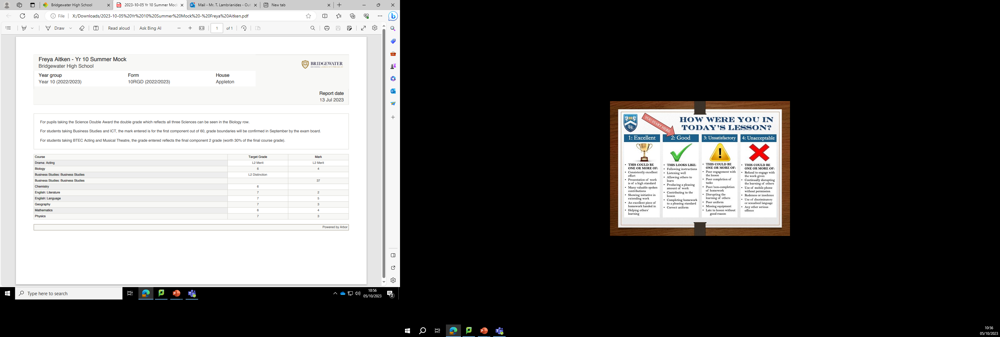 Bridgewater High School
2023-10-05 Yr 10 Summer Mock
Mail - Mr. T. Lambrianides - Out
New tab
File
X:/Downloads/2023-10-05%20Yr%2010%20Summer%20Mock%20-%20Freya%20Aitken.pdf
Draw
Read aloud
Ask Bing AI
1
of 1
Freya Aitken - Yr 10 Summer Mock
Bridgewater High School
BRIDGEWATER
Year group Form House
Year 10 (2022/2023) 10RGD (2022/2023) Appleton
Report date
13 Jul 2023
For pupils taking the Science Double Award the double grade which reflects all three Sciences can be seen in the Biology row.
For students taking Business Studies and ICT, the mark entered is for the first component out of 60, grade boundaries will be confirmed in September by the exam board.
For students taking BTEC Acting and Musical Theatre, the grade entered reflects the final component 2 grade (worth 30% of the final course grade).
Course Target Grade Mark
Drama: Acting L2 Merit L2 Merit
Biology 6 4
Business Studies: Business Studies L2 Distinction
Business Studies: Business Studies 37
Chemistry 6
English: Literature 7 2
English: Language 7 5
Geography 7 3
Mathematics 6 4
Physics 7 3
Powered by Arbor
Type here to search
10:56
05/10/2023
2
BHS
YOU START HERE
HOW WERE YOU IN
TODAY'S LESSON?
1: Excellent
• THIS COULD BE
ONE OR MORE OF:
• Consistently excellent
effort
• Presentation of work
is of a high standard
• Many valuable spoken
contributions
• Showing initiative in
extending work
• An excellent piece of
homework handed in
• Helping others'
learning
2: Good
• THIS LOOKS LIKE:
• Following instructions
• Listening well
• Allowing others to
learn
• Producing a pleasing
amount of work
• Contributing to the
lesson
• Completing homework
to a pleasing standard
• Correct uniform
3: Unsatisfactory
• THIS COULD BE
ONE OR MORE OF:
• Poor engagement with
the lesson
• Poor completion of
tasks
• Poor/non-completion
of homework
• Disrupting the
learning of others
• Poor uniform
• Missing equipment
• Late to lesson without
good reason
4: Unacceptable
• THIS COULD BE
ONE OR MORE OF:
• Refusal to engage with
the work given
• Continually disrupting
the learning of others
• Use of mobile phone
without permission
• Rudeness or insolence
• Use of discriminatory
or sexualised language
• Any other serious
offence
10:56
05/10/2023